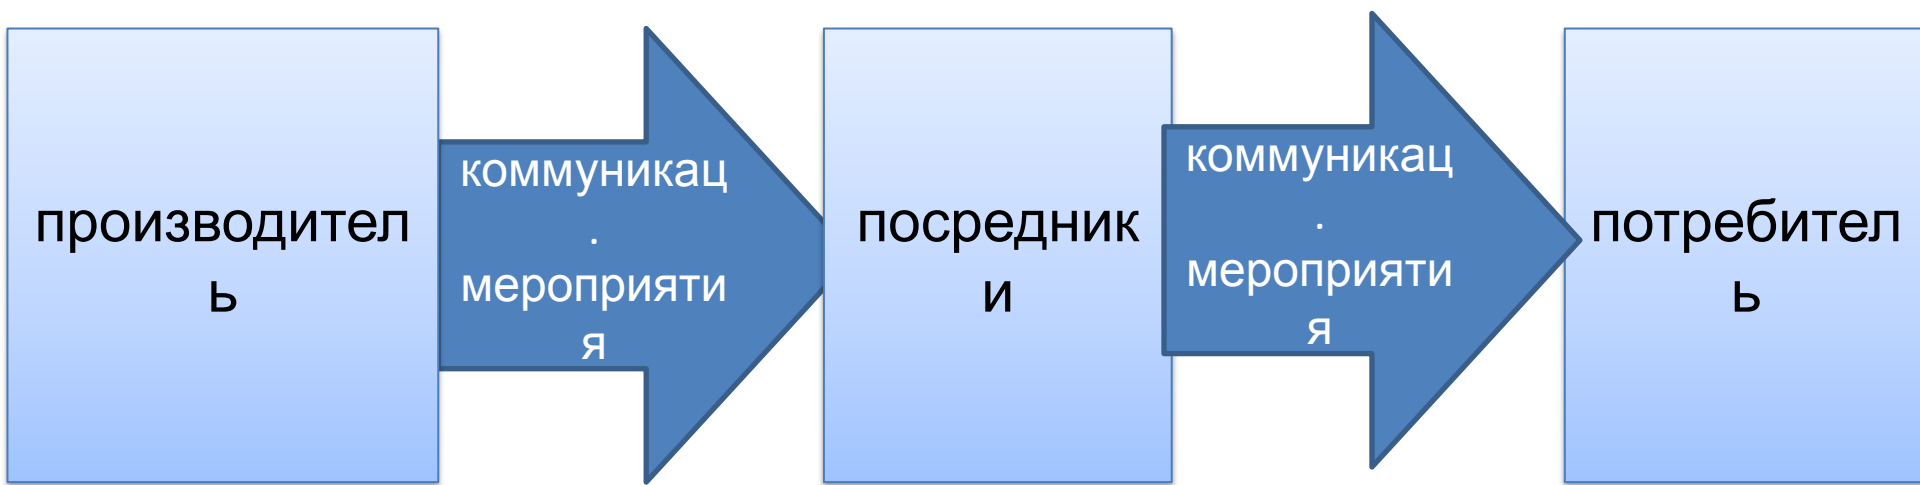 производител
ь
коммуникац
.
мероприяти
я
посредник
и
коммуникац
.
мероприяти
я
потребител
ь